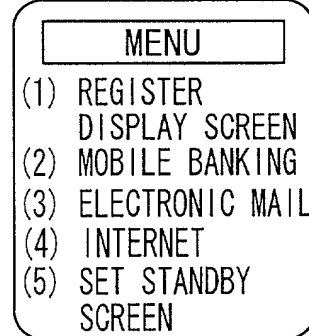 MENU
(1) REGISTER
DISPLAY SCREEN
(2) MOBILE BANKING
(3) ELECTRONIC MAIL
(4) INTERNET
(5) SET STANDBY
SCREEN